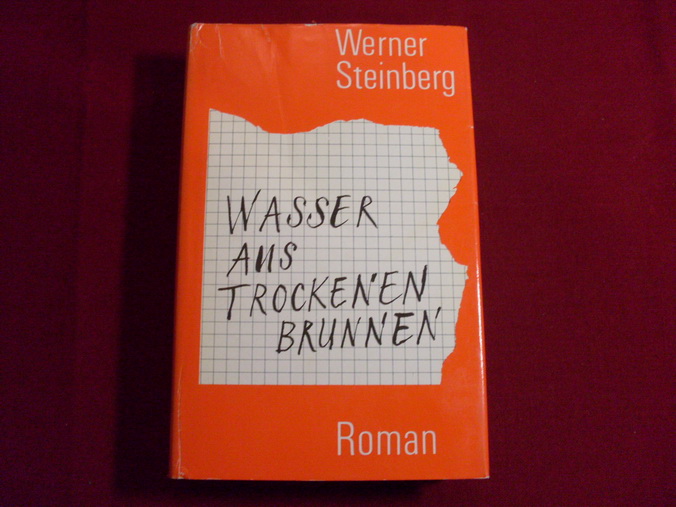 Werner
Steinberg
WASSER
AUS
TROCKENEN
BRUNNEN
Roman